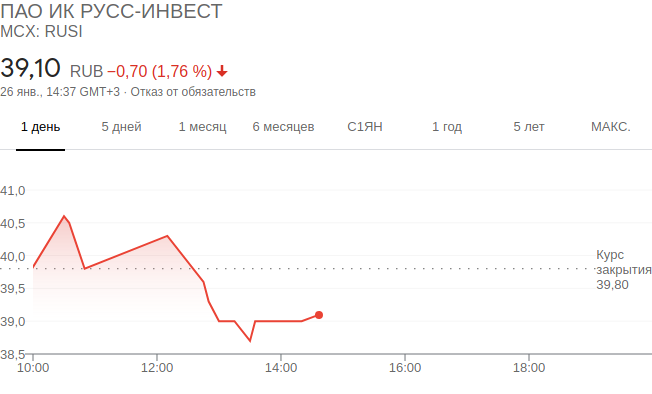 ПАО ИК РУСС-ИНВЕСТ
MCX: RUSI
39,10 RUB −0,70 (1,76 %)
26 янв., 14:37 GMT+3 · Отказ от обязательств
1 день 5 дней 1 месяц 6 месяцев С1ЯН 1 год 5 лет МАКС.
41,0
40,5
40,0
39,5
39,0
38,5
Курс
закрытия
39,80
10:00 12:00 14:00 16:00 18:00